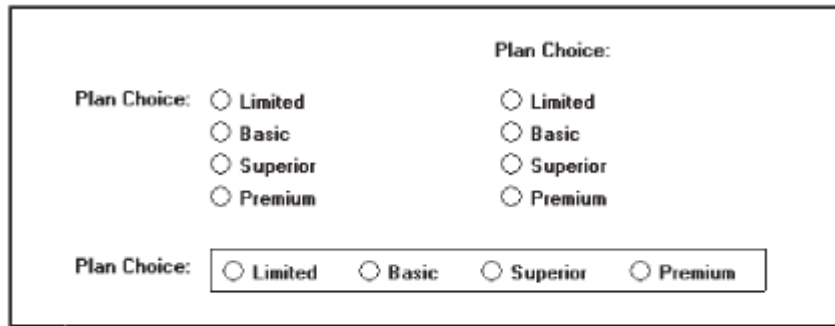 Plan Choice:
Plan Choice: Limited Limited
Basic Basic
Superior Superior
Premium Premium
Plan Choice: Limited Basic Superior Premium